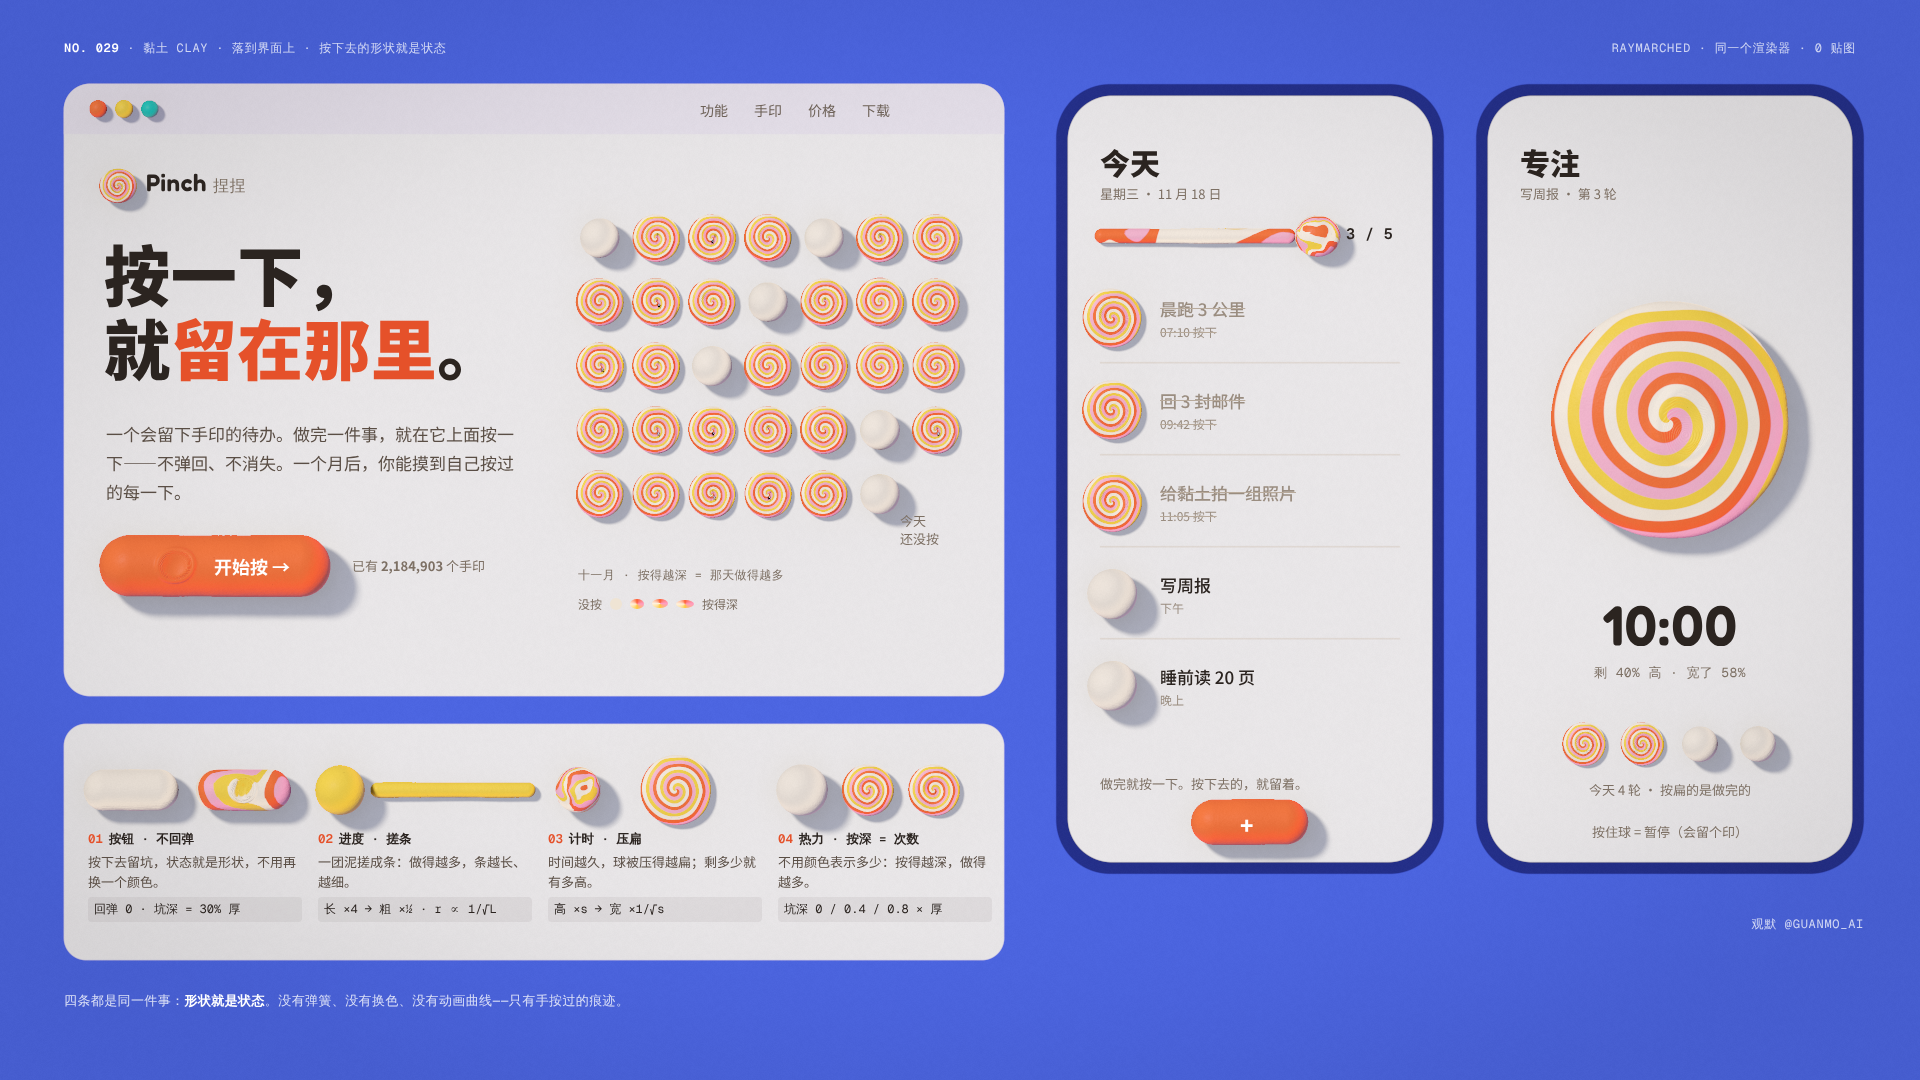 NO. 029 · 黏土 CLAY · 落到界面上 · 按下去的形状就是状态
RAYMARCHED · 同一个渲染器 · 0 贴图
功能 手印 价格 下载
Pinch 捏捏
按一下，
就留在那里。
一个会留下手印的待办。做完一件事，就在它上面按一
下——不弹回、不消失。一个月后，你能摸到自己按过
的每一下。
开始按 →
已有 2,184,903 个手印
今天
还没按
十一月 · 按得越深 = 那天做得越多
没按 按得深
01 按钮 · 不回弹
按下去留坑，状态就是形状，不用再
换一个颜色。
回弹 0 · 坑深 = 30% 厚
02 进度 · 搓条
一团泥搓成条：做得越多，条越长、
越细。
长 ×4 → 粗 ×½ · r ∝ 1/√L
03 计时 · 压扁
时间越久，球被压得越扁；剩多少就
有多高。
高 ×s → 宽 ×1/√s
04 热力 · 按深 = 次数
不用颜色表示多少：按得越深，做得
越多。
坑深 0 / 0.4 / 0.8 × 厚
今天
星期三 · 11 月 18 日
3 / 5
晨跑 3 公里
07:10 按下
回 3 封邮件
09:42 按下
给黏土拍一组照片
11:05 按下
写周报
下午
睡前读 20 页
晚上
做完就按一下。按下去的，就留着。
+
专注
写周报 · 第 3 轮
10:00
剩 40% 高 · 宽了 58%
今天 4 轮 · 按扁的是做完的
按住球 = 暂停（会留个印）
观默 @GUANMO_AI
四条都是同一件事：形状就是状态。没有弹簧、没有换色、没有动画曲线——只有手按过的痕迹。